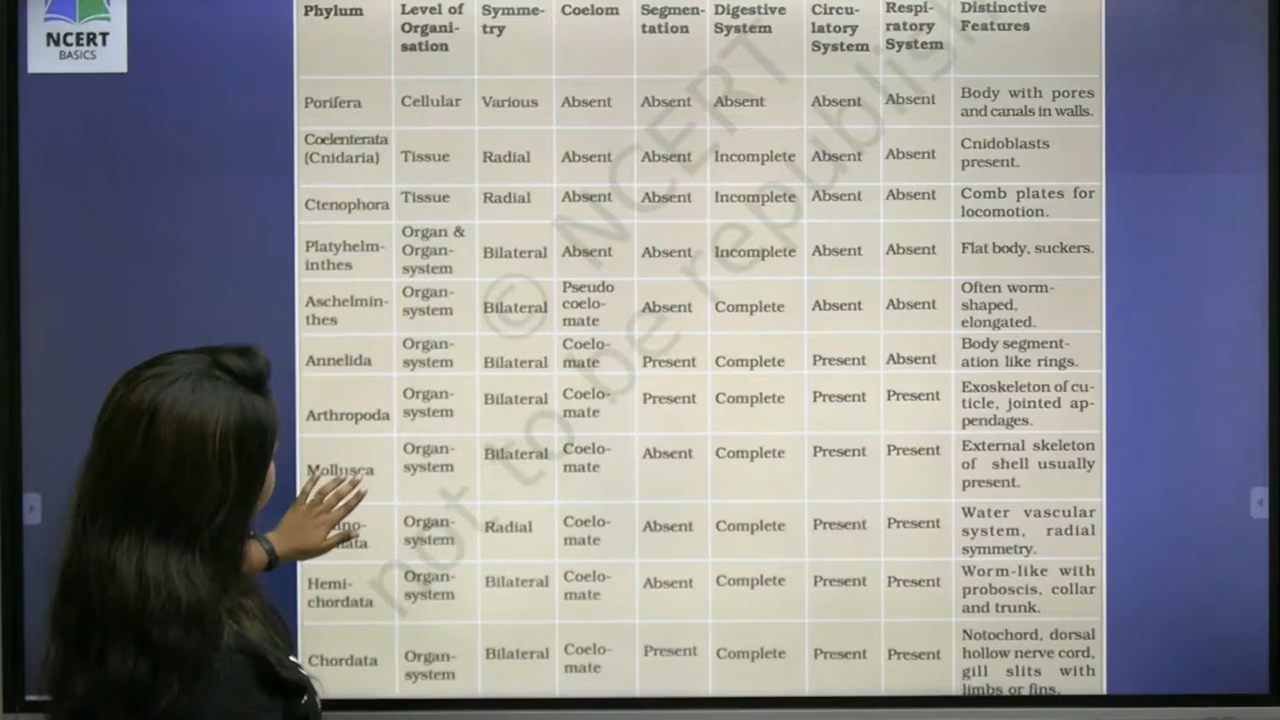 NCERT
BASICS
Phylum
Level of
Organi-
sation
Symme-
try
Coelom
Segmen-
tation
Digestive
System
Circu-
latory
System
Respi-
ratory
System
Distinctive
Features
Porifera
Cellular
Various
Absent
Absent
Absent
Absent
Absent
Body with pores
and canals in walls.
Coelenterata
(Cnidaria)
Tissue
Radial
Absent
Absent
Incomplete
Absent
Absent
Cnidoblasts
present.
Ctenophora
Tissue
Radial
Absent
Absent
Incomplete
Absent
Absent
Comb plates for
locomotion.
Platyhelm-
inthes
Organ &
Organ-
system
Bilateral
Absent
Absent
Incomplete
Absent
Absent
Flat body, suckers.
Aschelmin-
thes
Organ-
system
Bilateral
Pseudo
coelo-
mate
Absent
Complete
Absent
Absent
Often worm-
shaped,
elongated.
Annelida
Organ-
system
Bilateral
Coelo-
mate
Present
Complete
Present
Absent
Body segment-
ation like rings.
Arthropoda
Organ-
system
Bilateral
Coelo-
mate
Present
Complete
Present
Present
Exoskeleton of cu-
ticle, jointed ap-
pendages.
Mollusca
Organ-
system
Bilateral
Coelo-
mate
Absent
Complete
Present
Present
External skeleton
of shell usually
present.
Organ-
system
Radial
Coelo-
mate
Absent
Complete
Present
Present
Water vascular
system, radial
symmetry.
Hemi-
chordata
Organ-
system
Bilateral
Coelo-
mate
Absent
Complete
Present
Present
Worm-like with
proboscis, collar
and trunk.
Chordata
Organ-
system
Bilateral
Coelo-
mate
Present
Complete
Present
Present
Notochord, dorsal
hollow nerve cord,
gill slits with
limbs or fins.
© NCERT
not to be republish